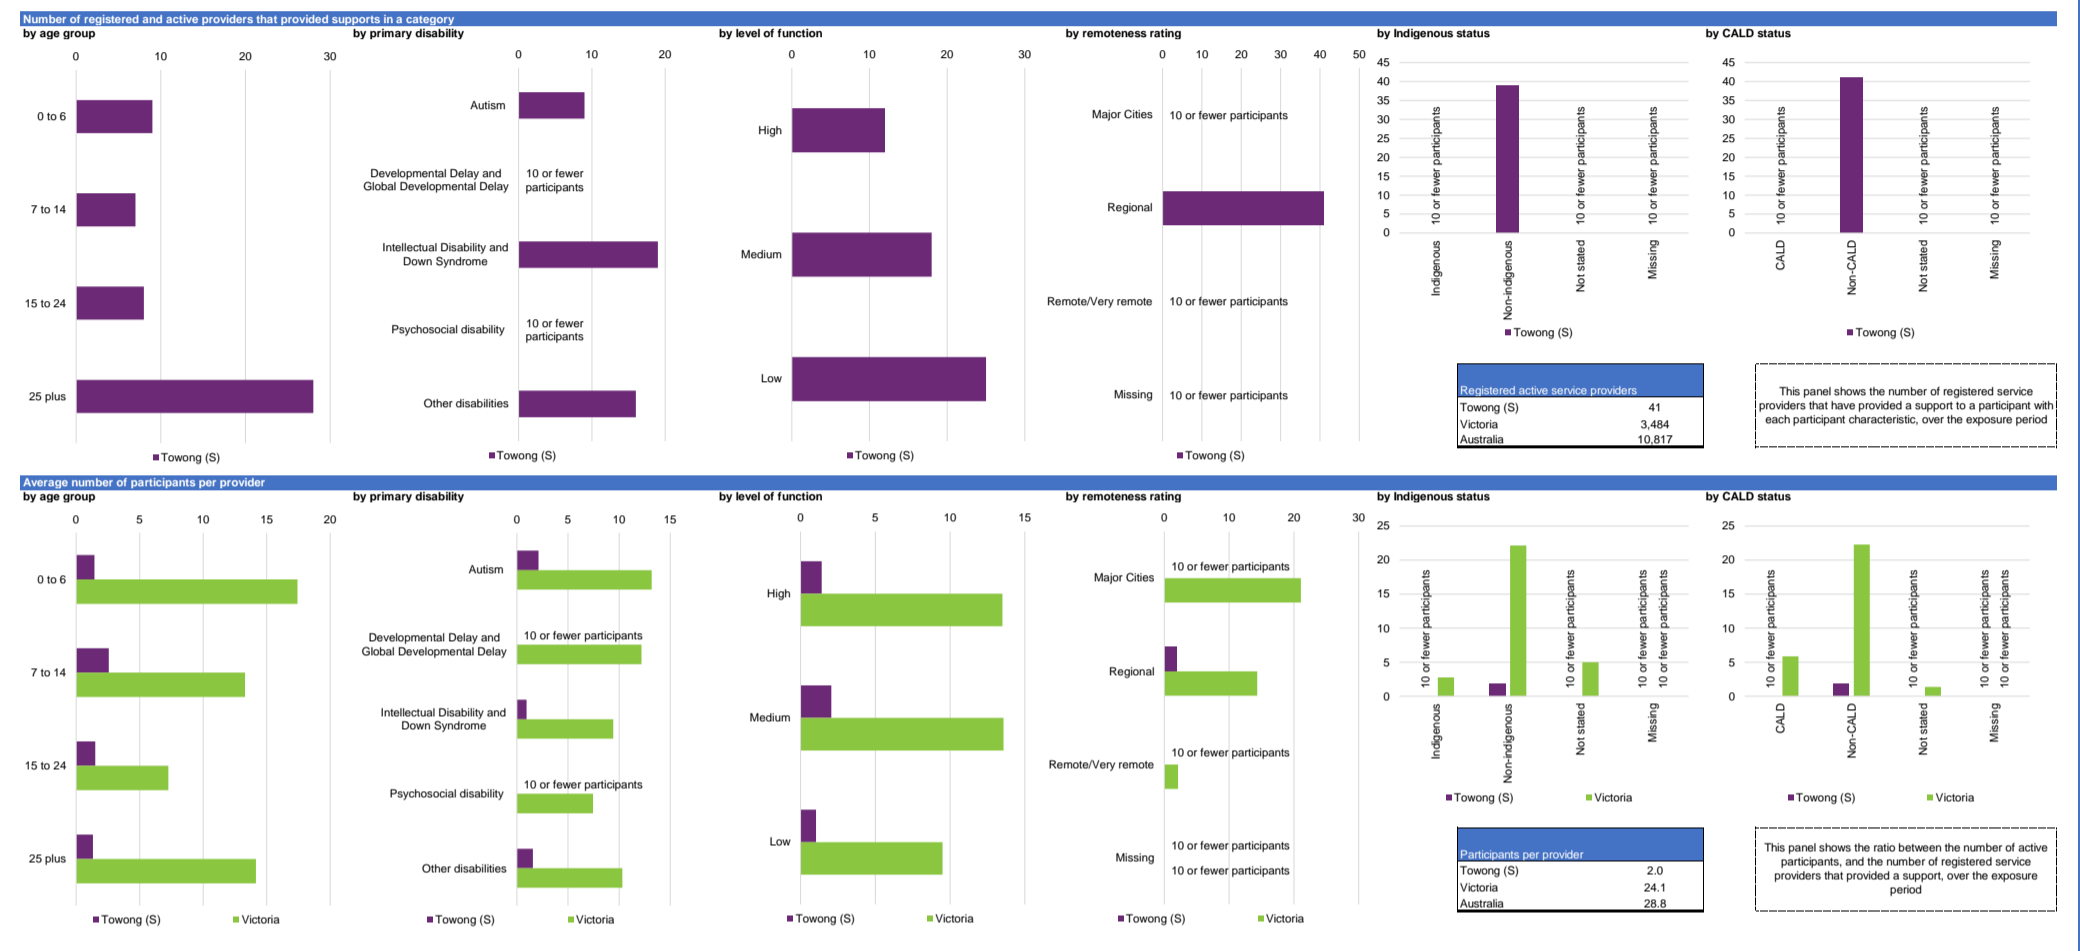 Number of registered and active providers that provided supports in a category
by age group
0 10 20 30
0 to 6
7 to 14
15 to 24
25 plus
Towong (S)
by primary disability
0 10 20
Autism
Developmental Delay and
Global Developmental Delay
10 or fewer
participants
Intellectual Disability and
Down Syndrome
Psychosocial disability
10 or fewer
participants
Other disabilities
Towong (S)
by level of function
0 10 20 30
High
Medium
Low
Towong (S)
by remoteness rating
0 10 20 30 40 50
Major Cities 10 or fewer participants
Regional
Remote/Very remote 10 or fewer participants
Missing 10 or fewer participants
Towong (S)
by Indigenous status
45
40
35
30
25
20
15
10
5
0
10 or fewer participants
10 or fewer participants
10 or fewer participants
Indigenous
Non-indigenous
Not stated
Missing
Towong (S)
by CALD status
45
40
35
30
25
20
15
10
5
0
10 or fewer participants
10 or fewer participants
10 or fewer participants
CALD
Non-CALD
Not stated
Missing
Towong (S)
Registered active service providers
Towong (S) 41
Victoria 3,484
Australia 10,817
This panel shows the number of registered service
providers that have provided a support to a participant with
each participant characteristic, over the exposure period
Average number of participants per provider
by age group
0 5 10 15 20
0 to 6
7 to 14
15 to 24
25 plus
Towong (S) Victoria
by primary disability
0 5 10 15
Autism
Developmental Delay and
Global Developmental Delay
10 or fewer participants
Intellectual Disability and
Down Syndrome
Psychosocial disability
10 or fewer participants
Other disabilities
Towong (S) Victoria
by level of function
0 5 10 15
High
Medium
Low
Towong (S) Victoria
by remoteness rating
0 10 20 30
Major Cities
10 or fewer participants
Regional
Remote/Very remote
10 or fewer participants
Missing
10 or fewer participants
10 or fewer participants
Towong (S) Victoria
by Indigenous status
25
20
15
10
5
0
10 or fewer participants
10 or fewer participants
10 or fewer participants
10 or fewer participants
Indigenous
Non-indigenous
Not stated
Missing
Towong (S) Victoria
by CALD status
25
20
15
10
5
0
10 or fewer participants
10 or fewer participants
10 or fewer participants
10 or fewer participants
CALD
Non-CALD
Not stated
Missing
Towong (S) Victoria
Participants per provider
Towong (S) 2.0
Victoria 24.1
Australia 28.8
This panel shows the ratio between the number of active
participants, and the number of registered service
providers that provided a support, over the exposure
period